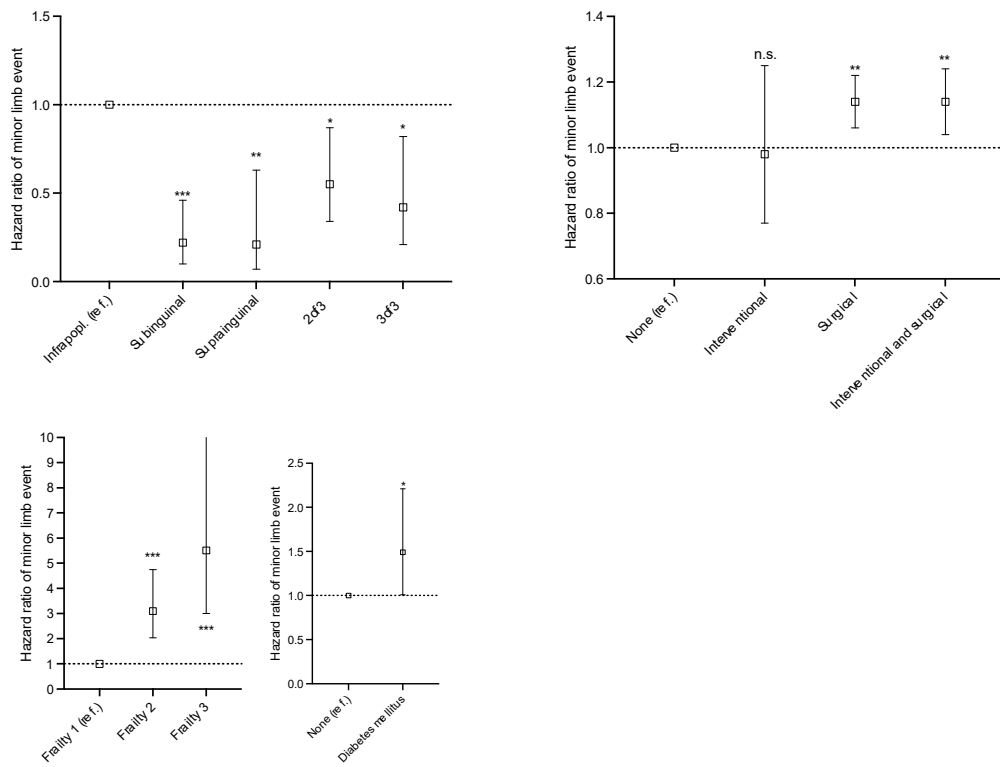 Hazard ratio of minor limb event
1.5
1.0
0.5
0.0
***
**
*
*
Infrapopl. (ref.)
Subinguinal
Suprainguinal
2of3
3of3
Hazard ratio of minor limb event
1.4
1.2
1.0
0.8
0.6
n.s.
**
**
None (ref.)
Interventional
Surgical
Interventional and surgical
Hazard ratio of minor limb event
10
9
8
7
6
5
4
3
2
1
0
***
***
Frailty 1 (ref.)
Frailty 2
Frailty 3
Hazard ratio of minor limb event
2.5
2.0
1.5
1.0
0.5
0.0
*
None (ref.)
Diabetes mellitus